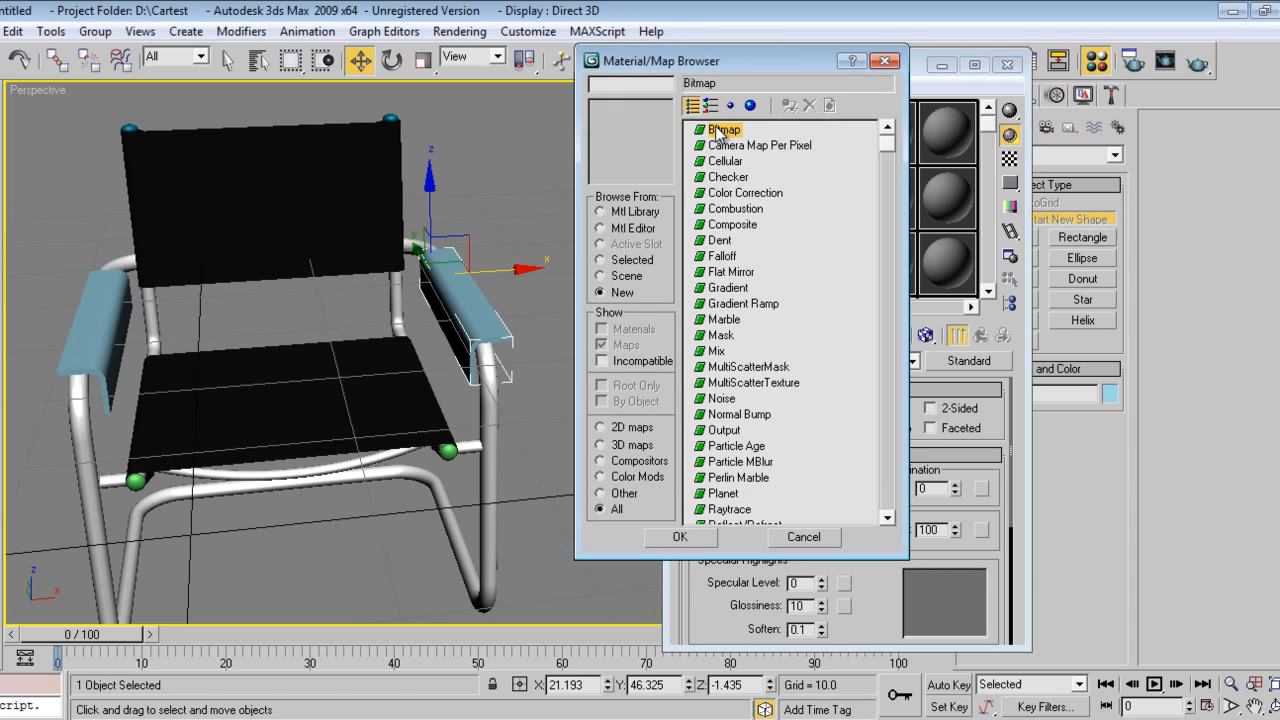 ntitled - Project Folder: D:\Cartest - Autodesk 3ds Max 2009 x64 - Unregistered Version - Display : Direct 3D
Edit Tools Group Views Create Modifiers Animation Graph Editors Rendering Customize MAXScript Help
All
View
Perspective
z
x
y
z
x
Material/Map Browser
Bitmap
Browse From:
Mtl Library
Mtl Editor
Active Slot
Selected
Scene
New
Show
Materials
Maps
Incompatible
Root Only
By Object
2D maps
3D maps
Compositors
Color Mods
Other
All
Bitmap
Camera Map Per Pixel
Cellular
Checker
Color Correction
Combustion
Composite
Dent
Falloff
Flat Mirror
Gradient
Gradient Ramp
Marble
Mask
Mix
MultiScatterMask
MultiScatterTexture
Noise
Normal Bump
Output
Particle Age
Particle MBlur
Perlin Marble
Planet
Raytrace
Reflect/Refract
OK
Cancel
Standard
2-Sided
Faceted
ination
0
100
Specular Highlights
Specular Level: 0
Glossiness: 10
Soften: 0.1
ect Type
toGrid
tart New Shape
Rectangle
Ellipse
Donut
Star
Helix
and Color
0 / 100
0 10 20 30 40 50 60 70 80 90 100
1 Object Selected
X: 21.193 Y: 46.325 Z: -1.435 Grid = 10.0
Auto Key Selected
cript.
Click and drag to select and move objects
Add Time Tag
Set Key Key Filters... 0